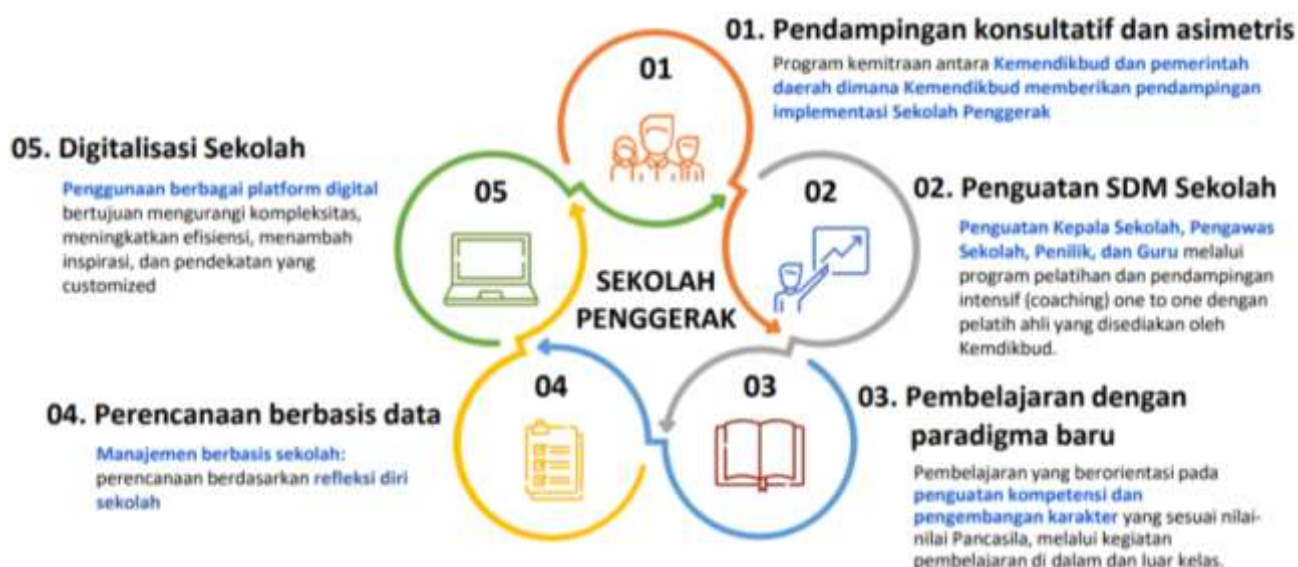 01. Pendampingan konsultatif dan asimetris
Program kemitraan antara Kemendikbud dan pemerintah
daerah dimana Kemendikbud memberikan pendampingan
implementasi Sekolah Penggerak
01
02
02. Penguatan SDM Sekolah
Penguatan Kepala Sekolah, Pengawas
Sekolah, Penilik, dan Guru melalui
program pelatihan dan pendampingan
intensif (coaching) one to one dengan
pelatih ahli yang disediakan oleh
Kemdikbud.
03
03. Pembelajaran dengan
paradigma baru
Pembelajaran yang berorientasi pada
penguatan kompetensi dan
pengembangan karakter yang sesuai nilai-
nilai Pancasila, melalui kegiatan
pembelajaran di dalam dan luar kelas.
04
04. Perencanaan berbasis data
Manajemen berbasis sekolah:
perencanaan berdasarkan refleksi diri
sekolah
05
05. Digitalisasi Sekolah
Penggunaan berbagai platform digital
bertujuan mengurangi kompleksitas,
meningkatkan efisiensi, menambah
inspirasi, dan pendekatan yang
customized
SEKOLAH
PENGGERAK